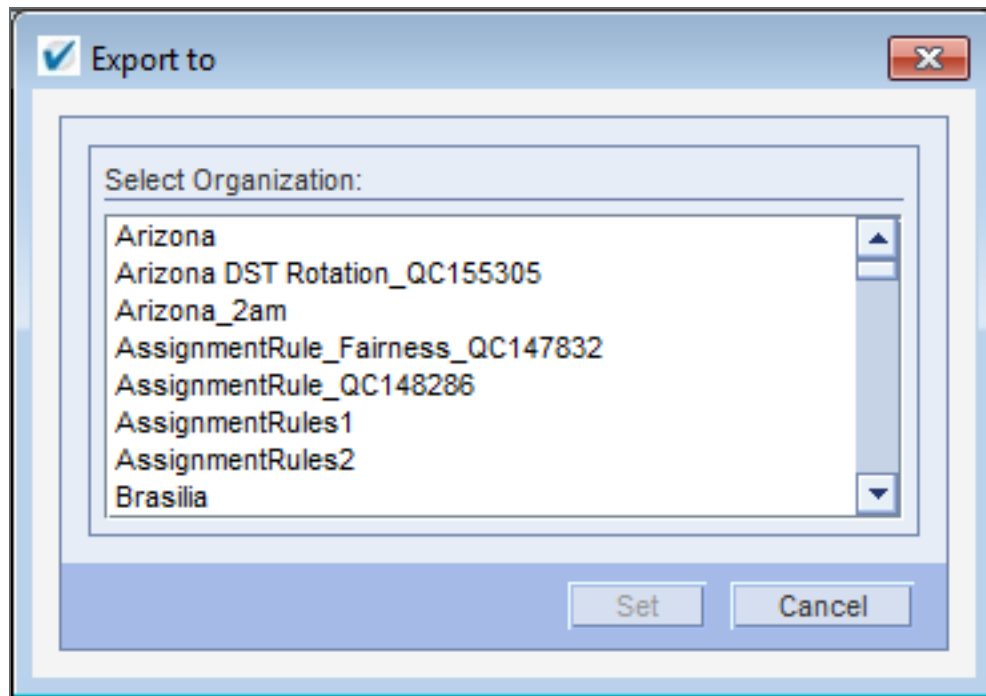 Export to
Select Organization:
Arizona
Arizona DST Rotation_QC155305
Arizona_2am
AssignmentRule_Fairness_QC147832
AssignmentRule_QC148286
AssignmentRules1
AssignmentRules2
Brasilia
Set
Cancel